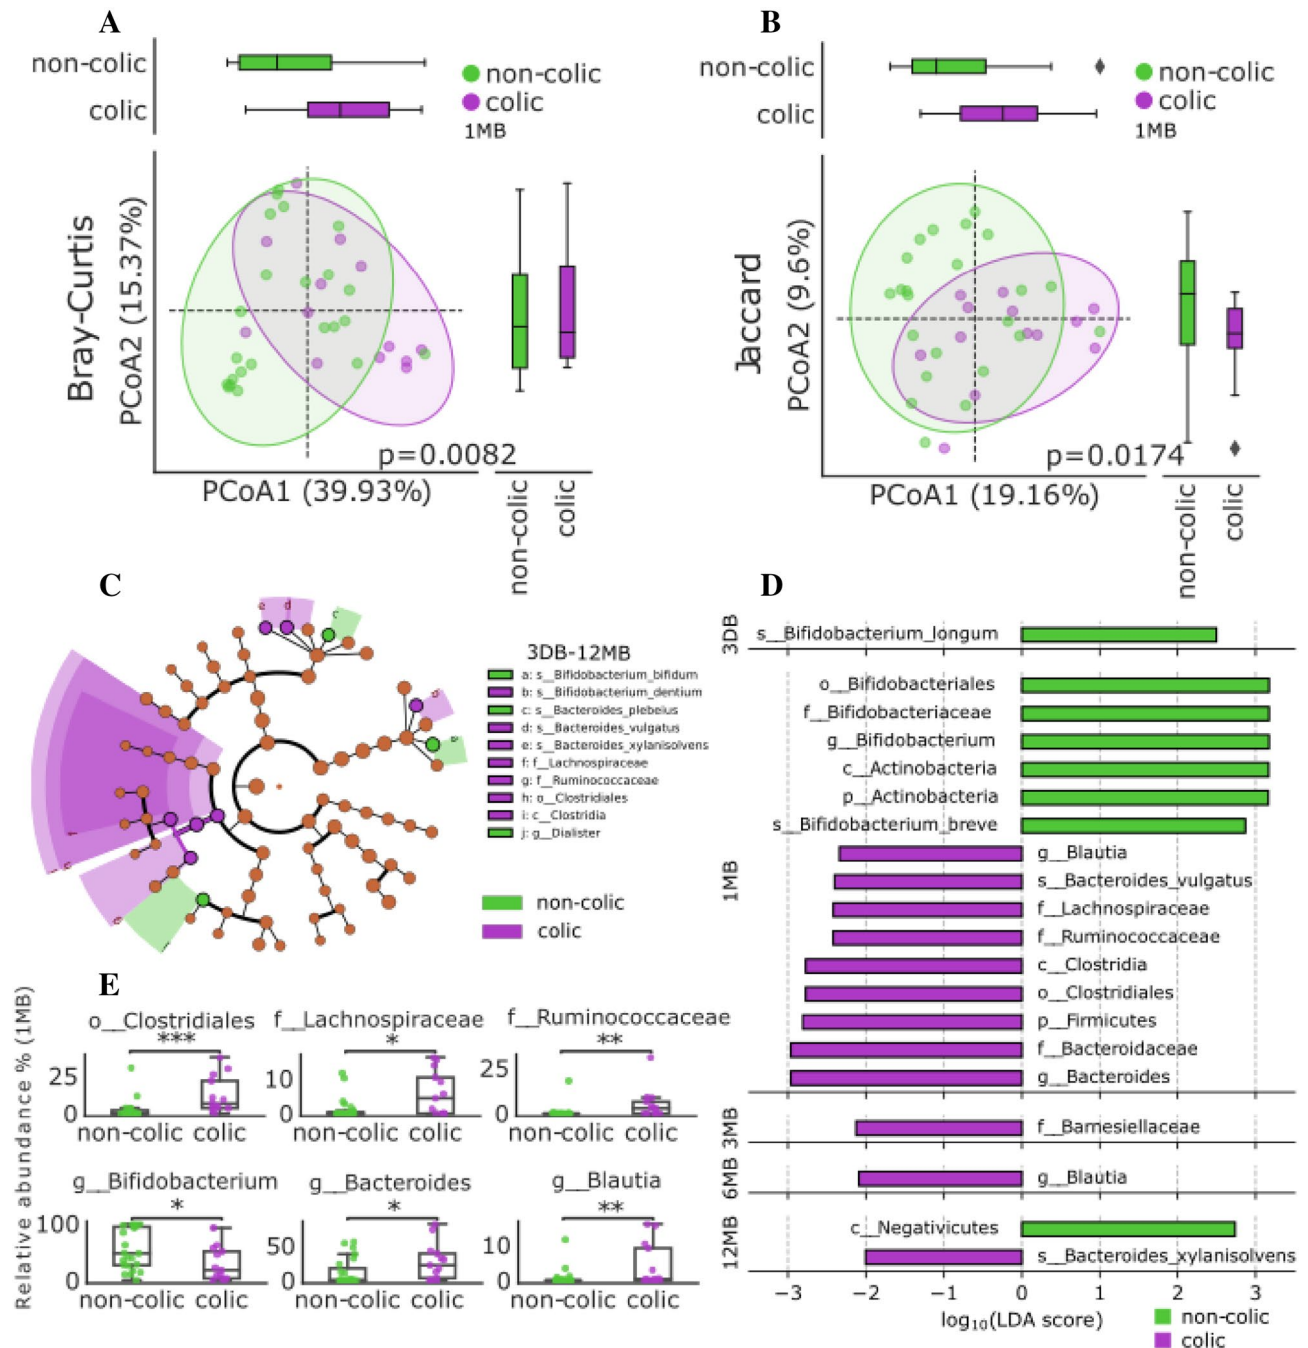 A
non-colic
colic
non-colic
colic
1MB
Bray-Curtis
PCoA2 (15.37%)
p=0.0082
PCoA1 (39.93%)
non-colic
colic
B
non-colic
colic
non-colic
colic
1MB
Jaccard
PCoA2 (9.6%)
p=0.0174
PCoA1 (19.16%)
non-colic
colic
C
e d c
3DB-12MB
a: s__Bifidobacterium_bifidum
b: s__Bifidobacterium_dentium
c: s__Bacteroides_plebeius
d: s__Bacteroides_vulgatus
e: s__Bacteroides_xylanisolvens
f: f__Lachnospiraceae
g: f__Ruminococcaceae
h: o__Clostridiales
i: c__Clostridia
j: g__Dialister
non-colic
colic
D
3DB
s__Bifidobacterium_longum
1MB
o__Bifidobacteriales
f__Bifidobacteriaceae
g__Bifidobacterium
c__Actinobacteria
p__Actinobacteria
s__Bifidobacterium_breve
g__Blautia
s__Bacteroides_vulgatus
f__Lachnospiraceae
f__Ruminococcaceae
c__Clostridia
o__Clostridiales
p__Firmicutes
f__Bacteroidaceae
g__Bacteroides
3MB
f__Barnesiellaceae
6MB
g__Blautia
12MB
c__Negativicutes
s__Bacteroides_xylanisolvens
−3 −2 −1 0 1 2 3
log10(LDA score)
non-colic
colic
E
Relative abundance % (1MB)
o__Clostridiales
***
25
0
non-colic colic
f__Lachnospiraceae
*
10
0
non-colic colic
f__Ruminococcaceae
**
25
0
non-colic colic
g__Bifidobacterium
*
100
0
non-colic colic
g__Bacteroides
*
50
0
non-colic colic
g__Blautia
**
10
0
non-colic colic